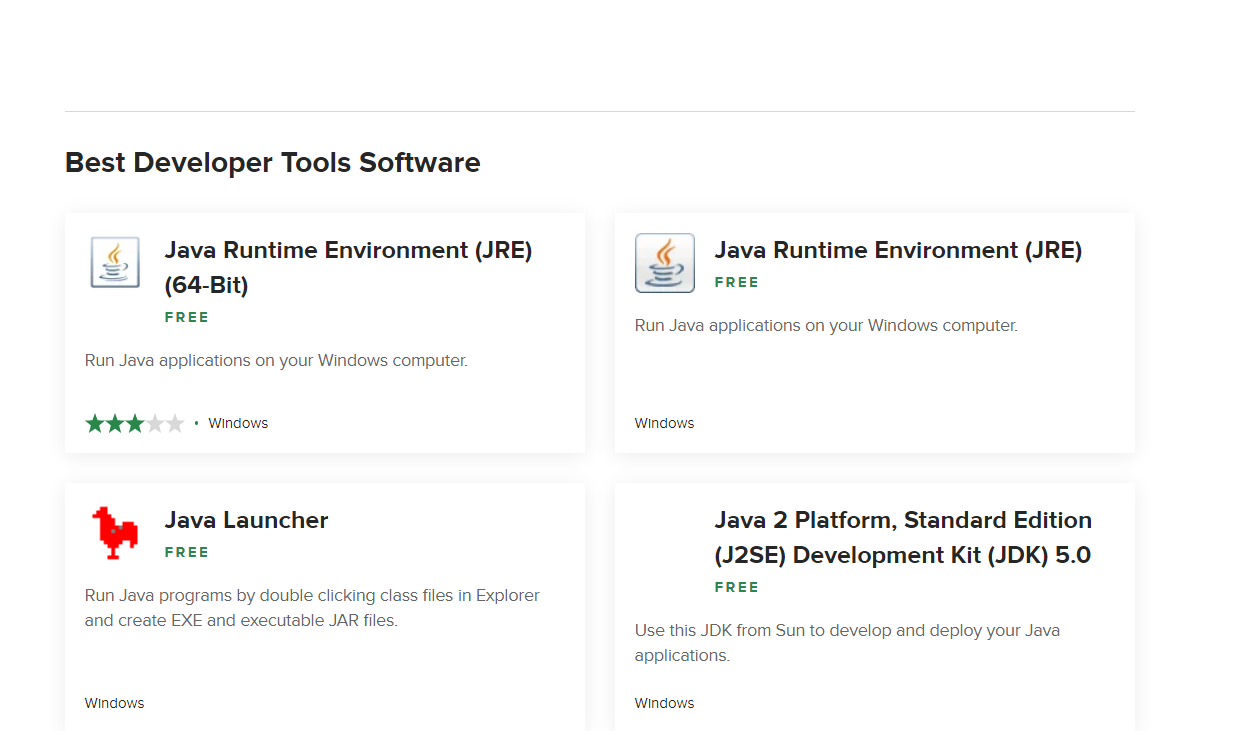 Best Developer Tools Software
Java Runtime Environment (JRE)
(64-Bit)
FREE
Run Java applications on your Windows computer.
• Windows
Java Runtime Environment (JRE)
FREE
Run Java applications on your Windows computer.
Windows
Java Launcher
FREE
Run Java programs by double clicking class files in Explorer
and create EXE and executable JAR files.
Windows
Java 2 Platform, Standard Edition
(J2SE) Development Kit (JDK) 5.0
FREE
Use this JDK from Sun to develop and deploy your Java
applications.
Windows